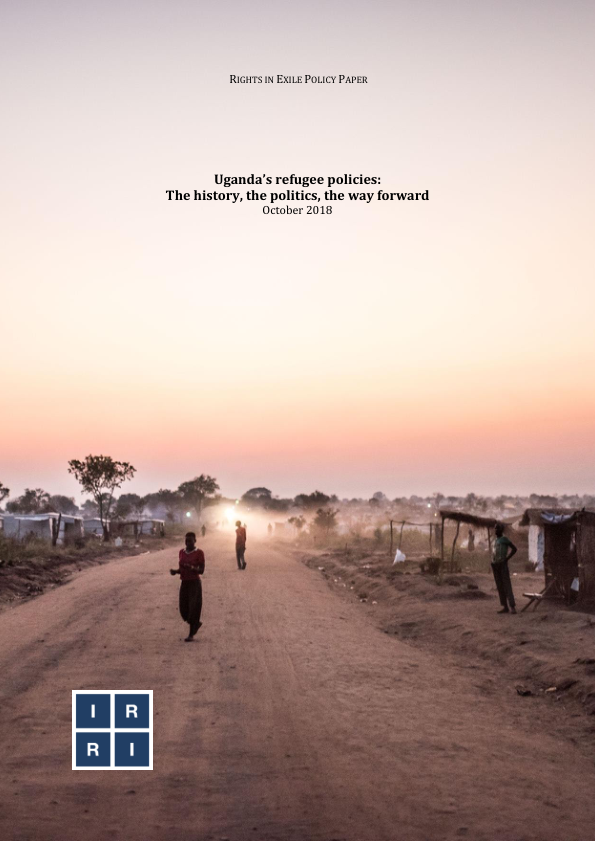 RIGHTS IN EXILE POLICY PAPER
Uganda's refugee policies:
The history, the politics, the way forward
October 2018
I R
R I